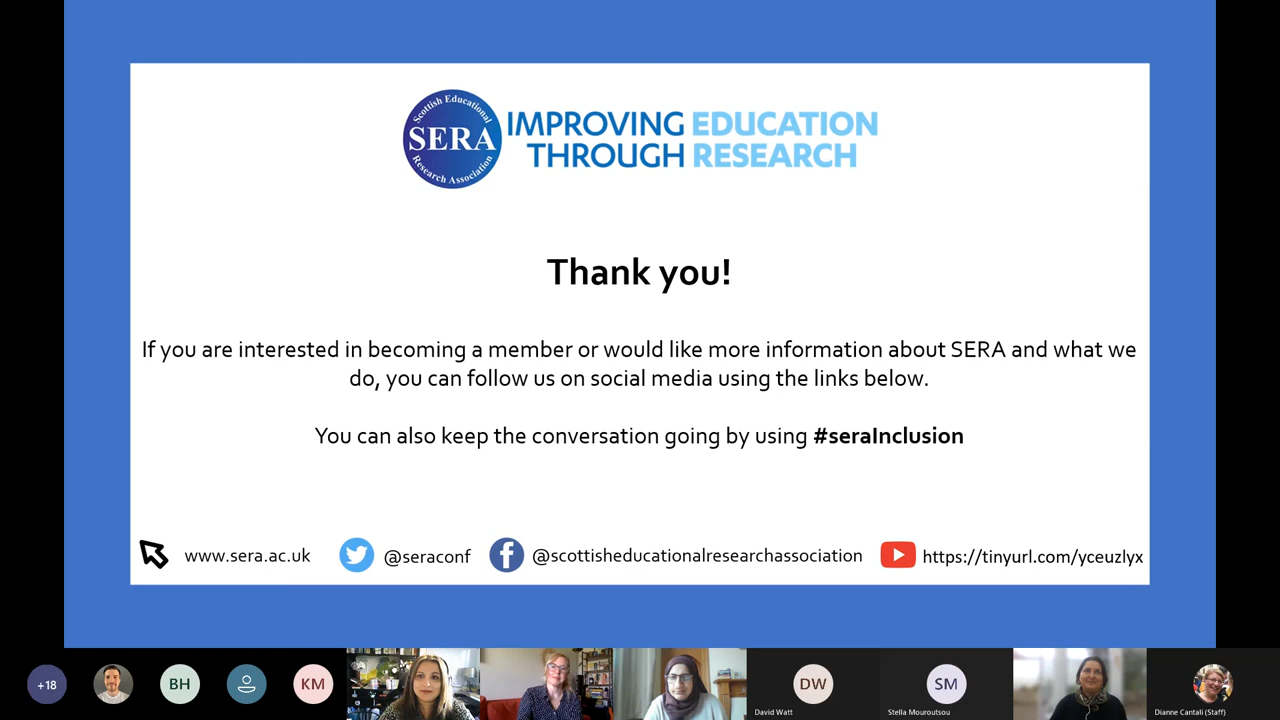 Scottish Educational
SERA
Research Association
IMPROVING EDUCATION
THROUGH RESEARCH
Thank you!
If you are interested in becoming a member or would like more information about SERA and what we
do, you can follow us on social media using the links below.
You can also keep the conversation going by using #seraInclusion
www.sera.ac.uk
@seraconf
@scottisheducationalresearchassociation
https://tinyurl.com/yceuzlyx
+18
BH
KM
DW
David Watt
SM
Stella Mouroutsou
Dianne Cantali (Staff)